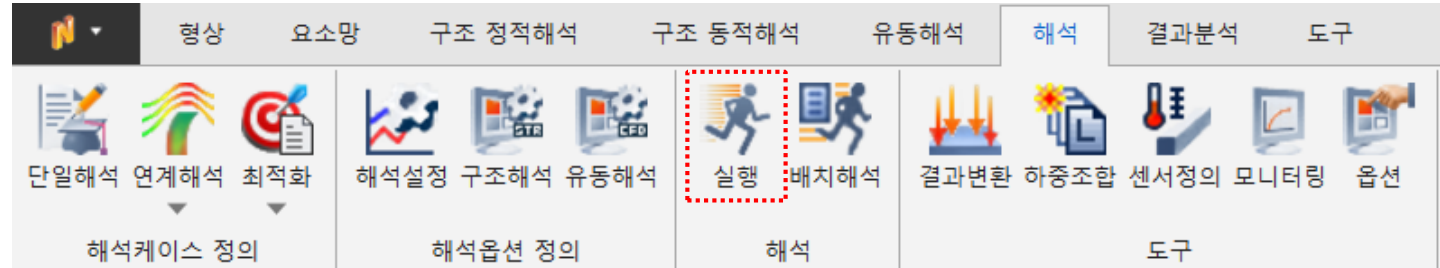 형상 요소망 구조 정적해석 구조 동적해석 유동해석 해석 결과분석 도구
STR CFD L
단일해석 연계해석 최적화 해석설정 구조해석 유동해석 실행 배치해석 결과변환 하중조합 센서정의 모니터링 옵션
해석케이스 정의 해석옵션 정의 해석 도구